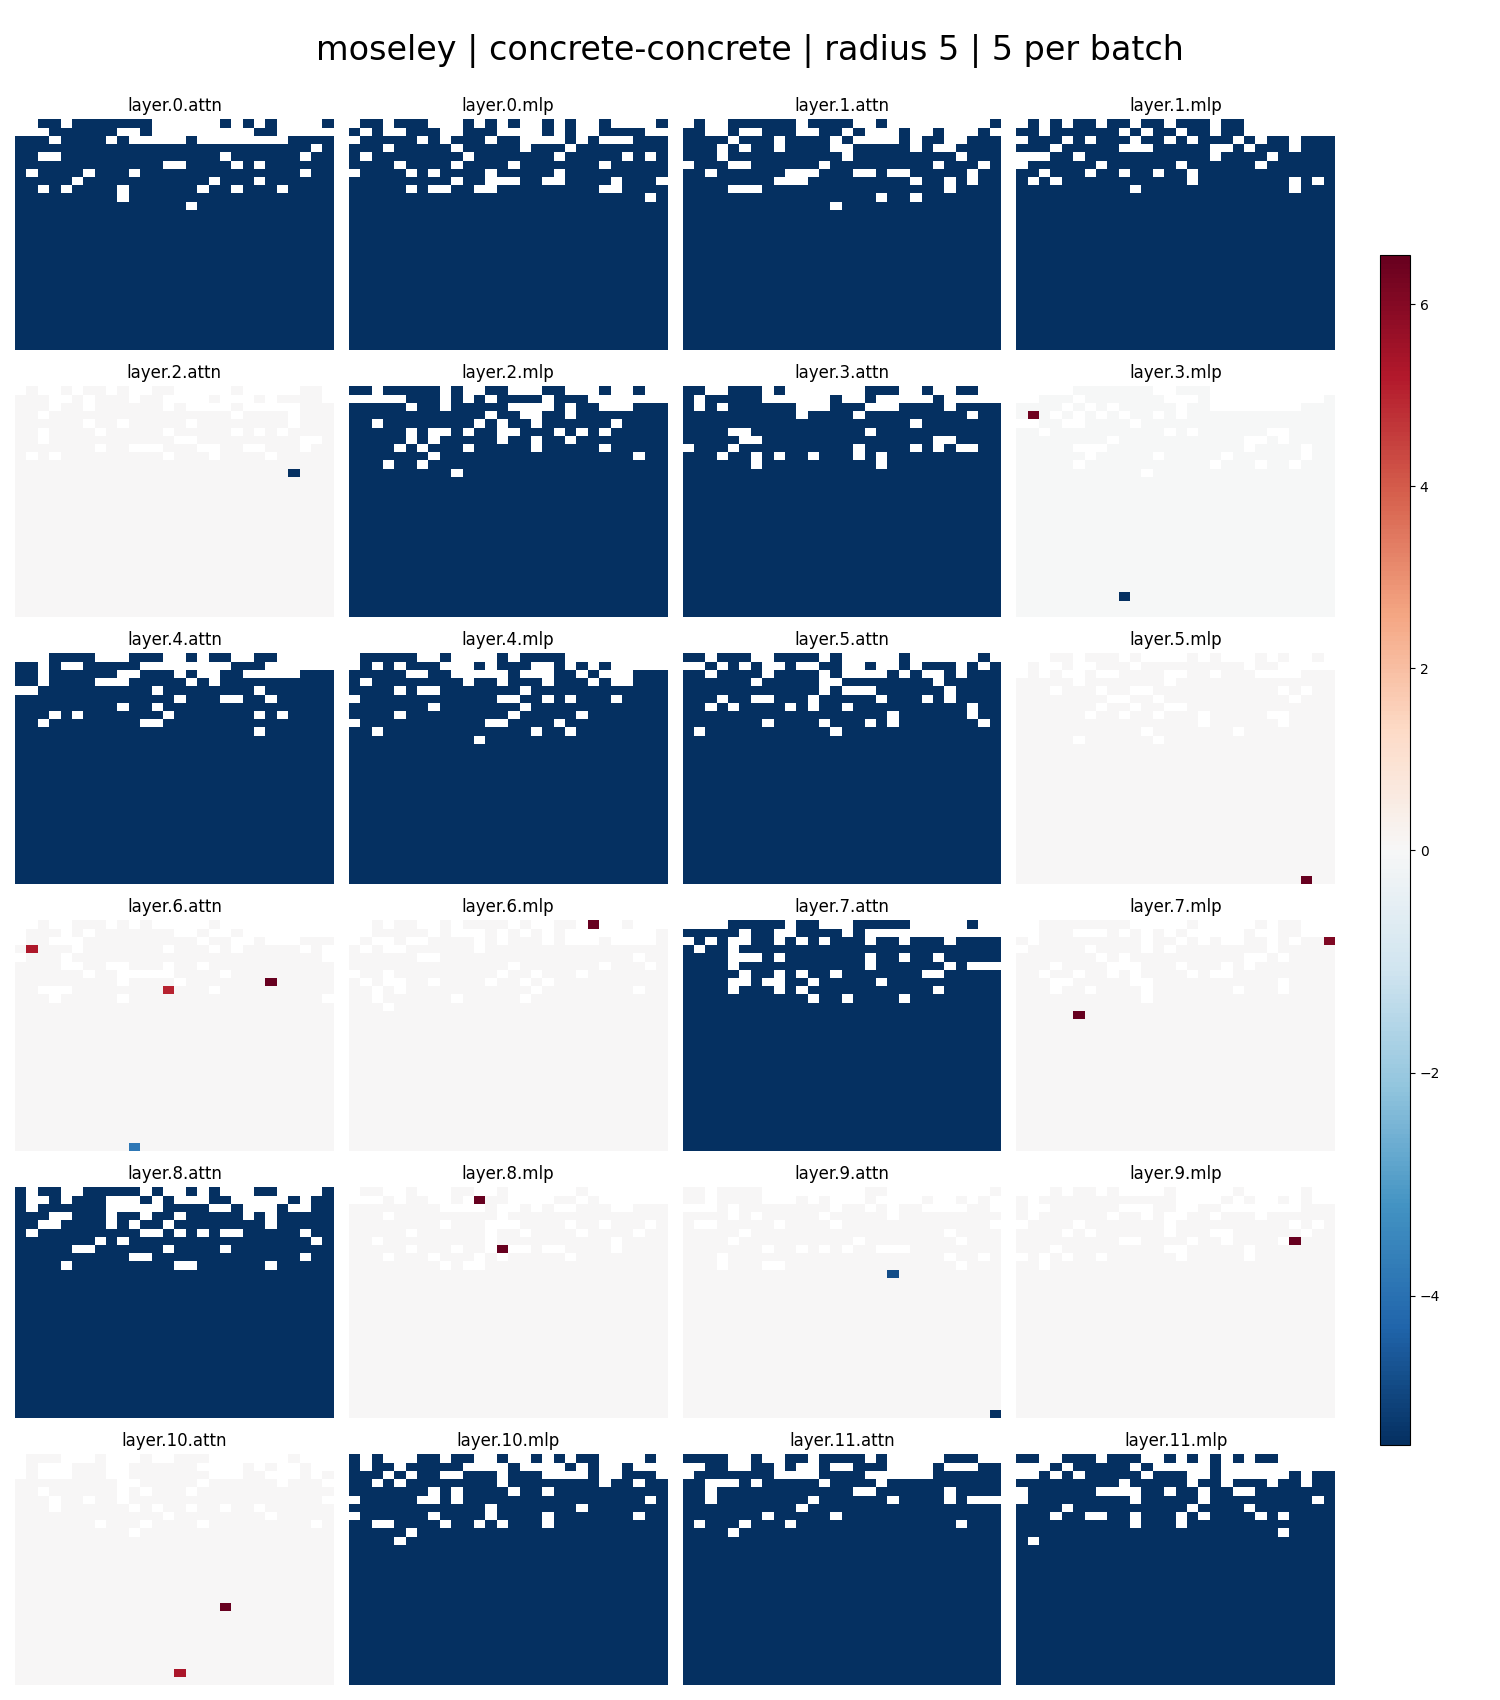 moseley | concrete-concrete | radius 5 | 5 per batch
layer.0.attn layer.0.mlp layer.1.attn layer.1.mlp
layer.2.attn layer.2.mlp layer.3.attn layer.3.mlp
layer.4.attn layer.4.mlp layer.5.attn layer.5.mlp
layer.6.attn layer.6.mlp layer.7.attn layer.7.mlp
layer.8.attn layer.8.mlp layer.9.attn layer.9.mlp
layer.10.attn layer.10.mlp layer.11.attn layer.11.mlp
6
4
2
0
−2
−4